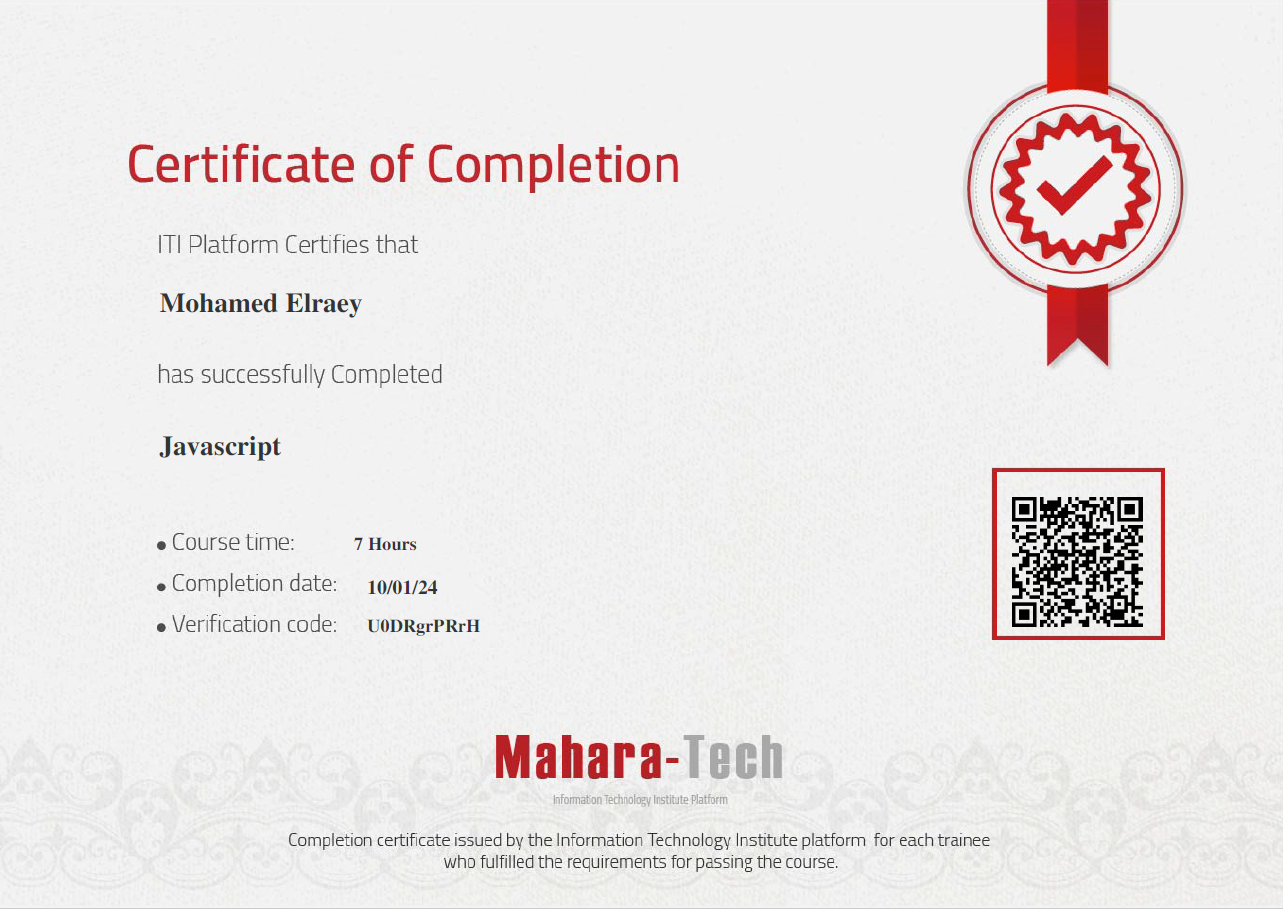 Certificate of Completion
ITI Platform Certifies that
Mohamed Elraey
has successfully Completed
Javascript
• Course time: 7 Hours
• Completion date: 10/01/24
• Verification code: U0DRgrPRrH
Mahara-Tech
Information Technology Institute Platform
Completion certificate issued by the Information Technology Institute platform for each trainee
who fulfilled the requirements for passing the course.